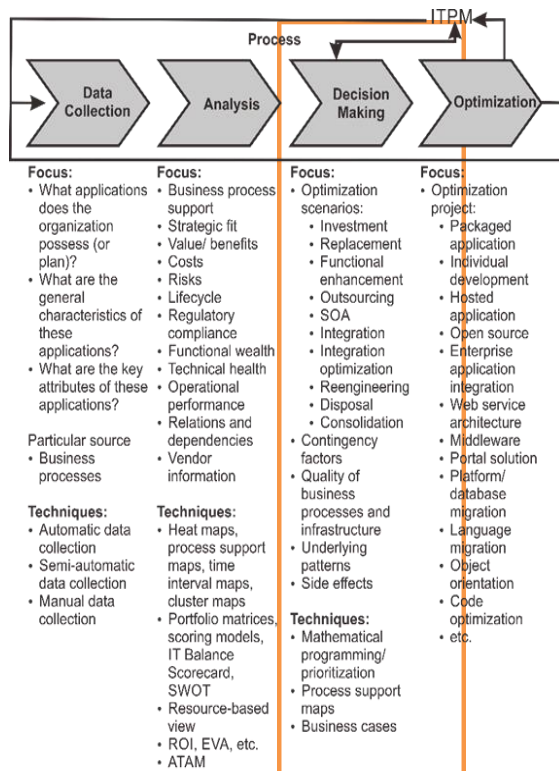 ITPM
Process
Data
Collection
Analysis
Decision
Making
Optimization
Focus:
• What applications
does the
organization
possess (or
plan)?
• What are the
general
characteristics of
these
applications?
• What are the key
attributes of these
applications?
Particular source
• Business
processes
Techniques:
• Automatic data
collection
• Semi-automatic
data collection
• Manual data
collection
Focus:
• Business process
support
• Strategic fit
• Value/ benefits
• Costs
• Risks
• Lifecycle
• Regulatory
compliance
• Functional wealth
• Technical health
• Operational
performance
• Relations and
dependencies
• Vendor
information
Techniques:
• Heat maps,
process support
maps, time
interval maps,
cluster maps
• Portfolio matrices,
scoring models,
IT Balance
Scorecard,
SWOT
• Resource-based
view
• ROI, EVA, etc.
• ATAM
Focus:
• Optimization
scenarios:
• Investment
• Replacement
• Functional
enhancement
• Outsourcing
• SOA
• Integration
• Integration
optimization
• Reengineering
• Disposal
• Consolidation
• Contingency
factors
• Quality of
business
processes and
infrastructure
• Underlying
patterns
• Side effects
Techniques:
• Mathematical
programming/
prioritization
• Process support
maps
• Business cases
Focus:
• Optimization
project:
• Packaged
application
• Individual
development
• Hosted
application
• Open source
• Enterprise
application
integration
• Web service
architecture
• Middleware
• Portal solution
• Platform/
database
migration
• Language
migration
• Object
orientation
• Code
optimization
• etc.